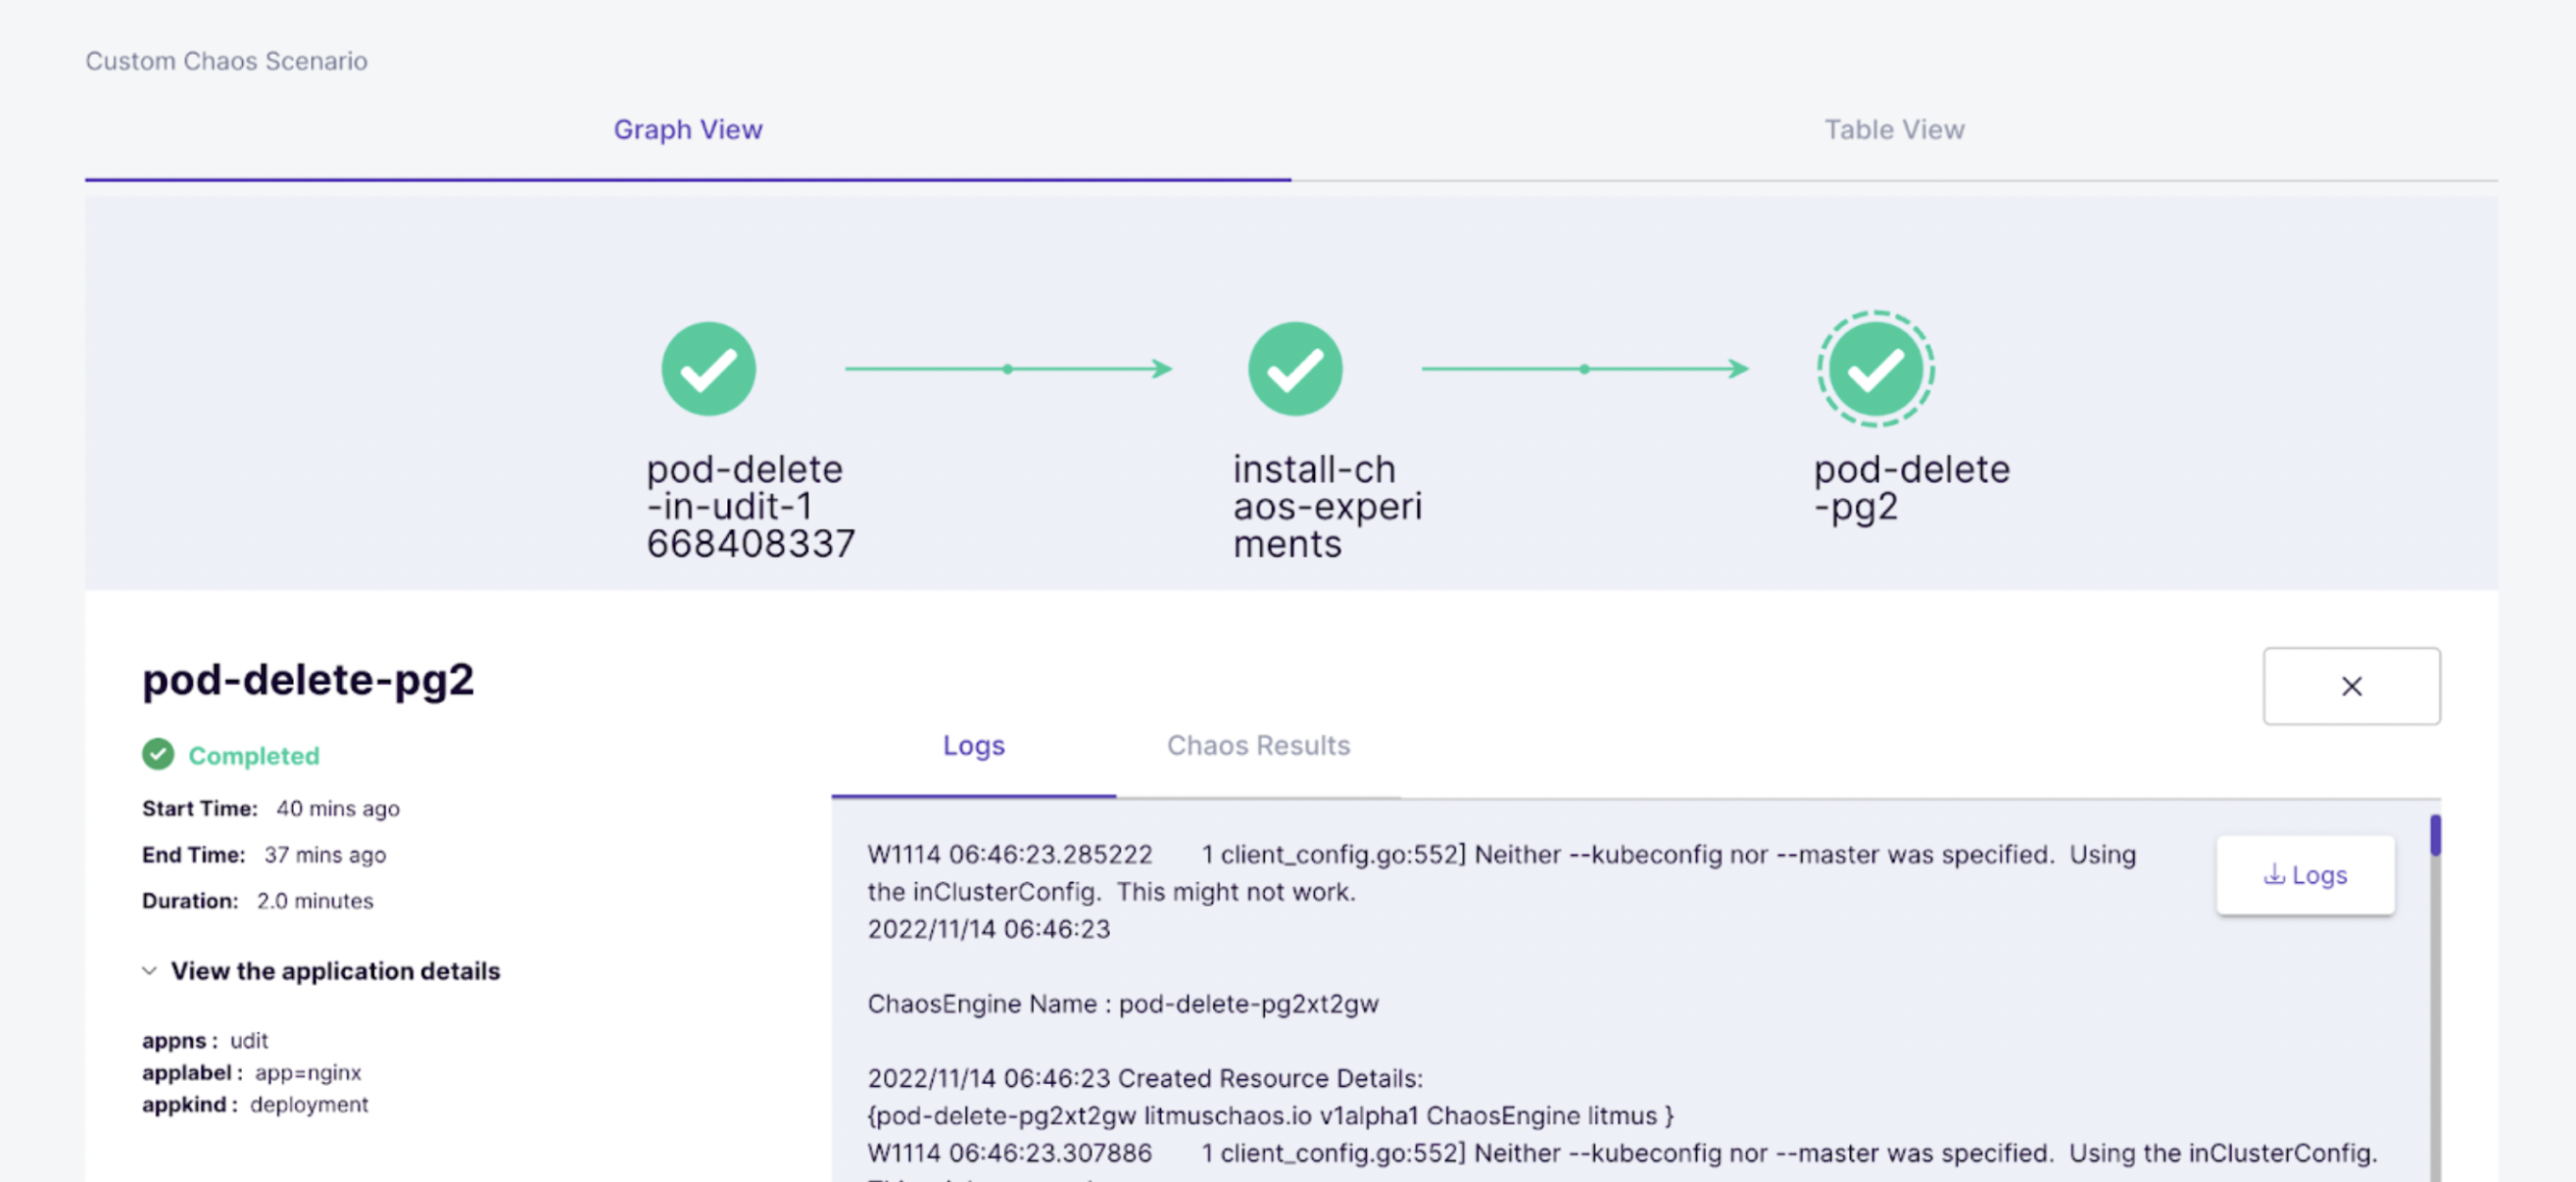 Custom Chaos Scenario
Graph View
Table View
pod-delete
-in-udit-1
668408337
install-ch
aos-experi
ments
pod-delete
-pg2
pod-delete-pg2
Completed
Start Time: 40 mins ago
End Time: 37 mins ago
Duration: 2.0 minutes
View the application details
appns : udit
applabel : app=nginx
appkind : deployment
Logs
Chaos Results
Logs
W1114 06:46:23.285222 1 client_config.go:552] Neither --kubeconfig nor --master was specified. Using
the inClusterConfig. This might not work.
2022/11/14 06:46:23
ChaosEngine Name : pod-delete-pg2xt2gw
2022/11/14 06:46:23 Created Resource Details:
{pod-delete-pg2xt2gw litmuschaos.io v1alpha1 ChaosEngine litmus }
W1114 06:46:23.307886 1 client_config.go:552] Neither --kubeconfig nor --master was specified. Using the inClusterConfig.